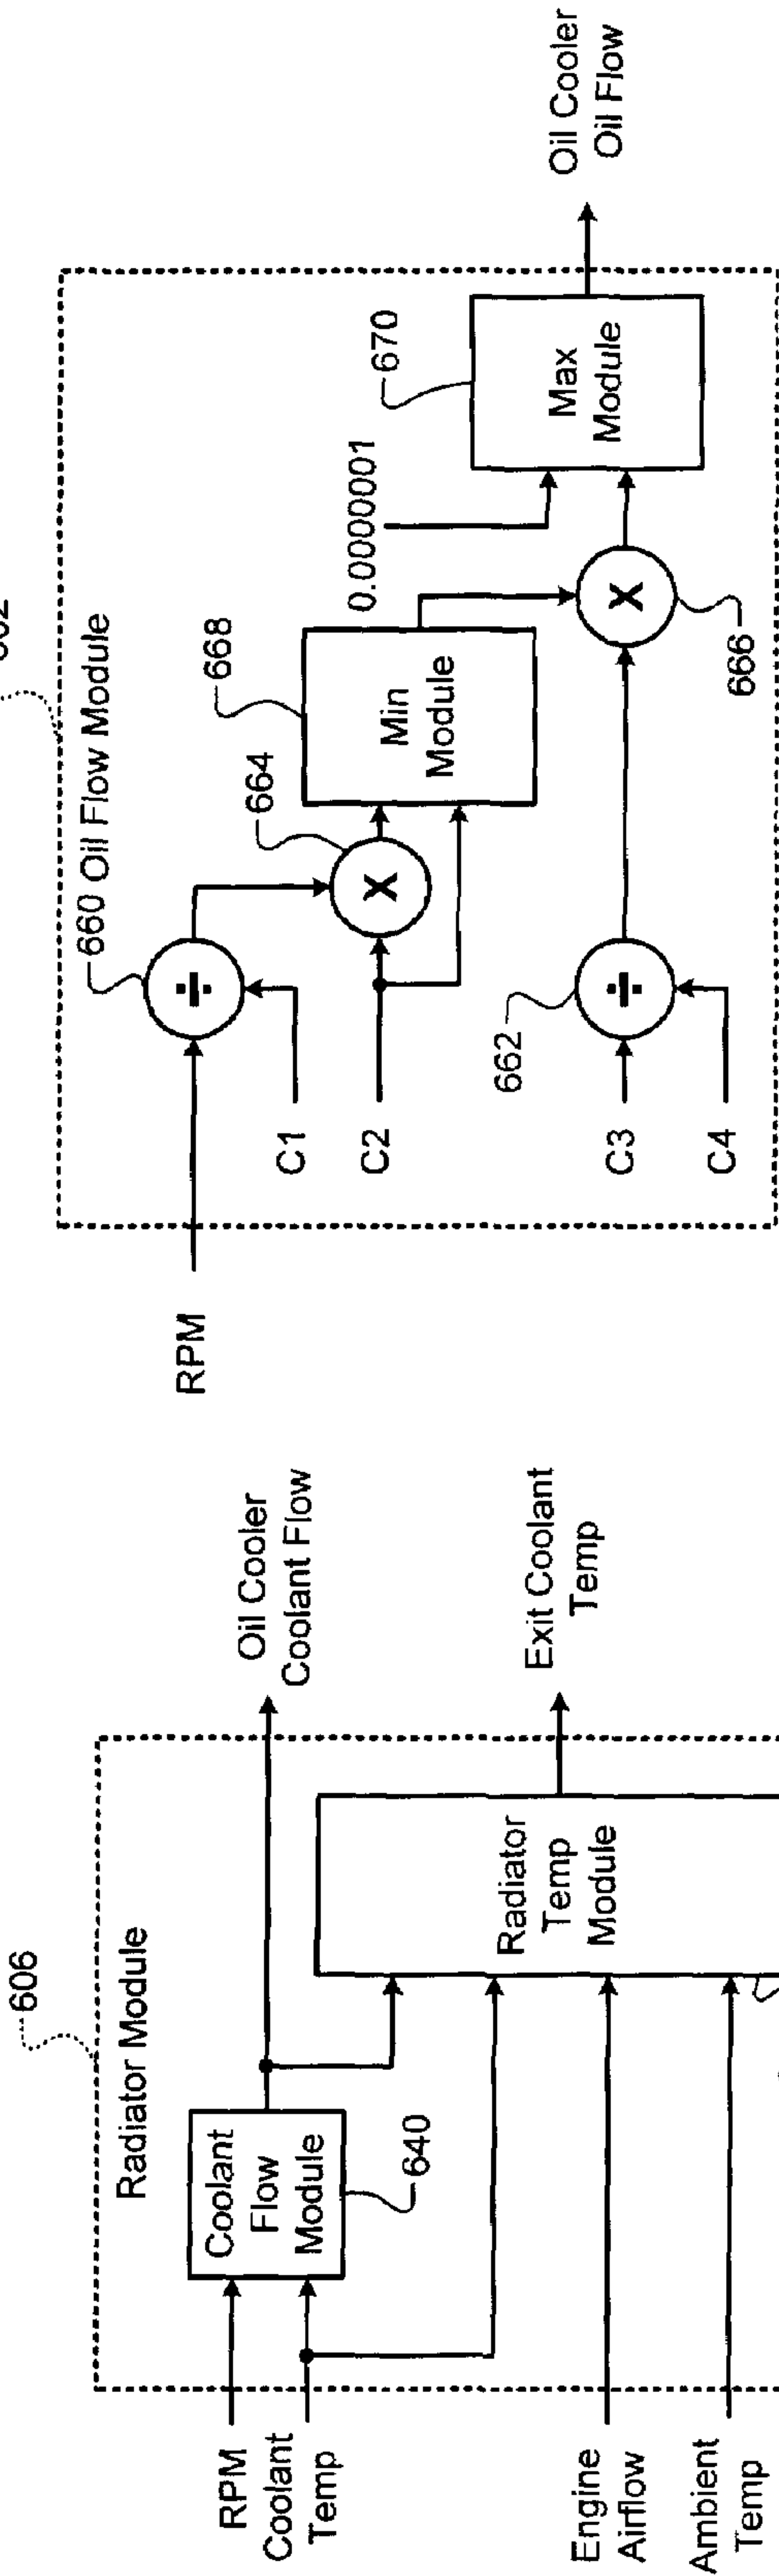 660
Oil Flow Module
RPM
C1
664
668
C2
X
Min
Module
0.0000001
670
Max
Module
Oil Cooler
Oil Flow
÷
÷
662
C3
C4
X
666
606
Radiator Module
RPM
Coolant
Temp
Coolant
Flow
Module
640
Oil Cooler
Coolant Flow
Radiator
Temp
Module
Exit Coolant
Temp
Engine
Airflow
Ambient
Temp